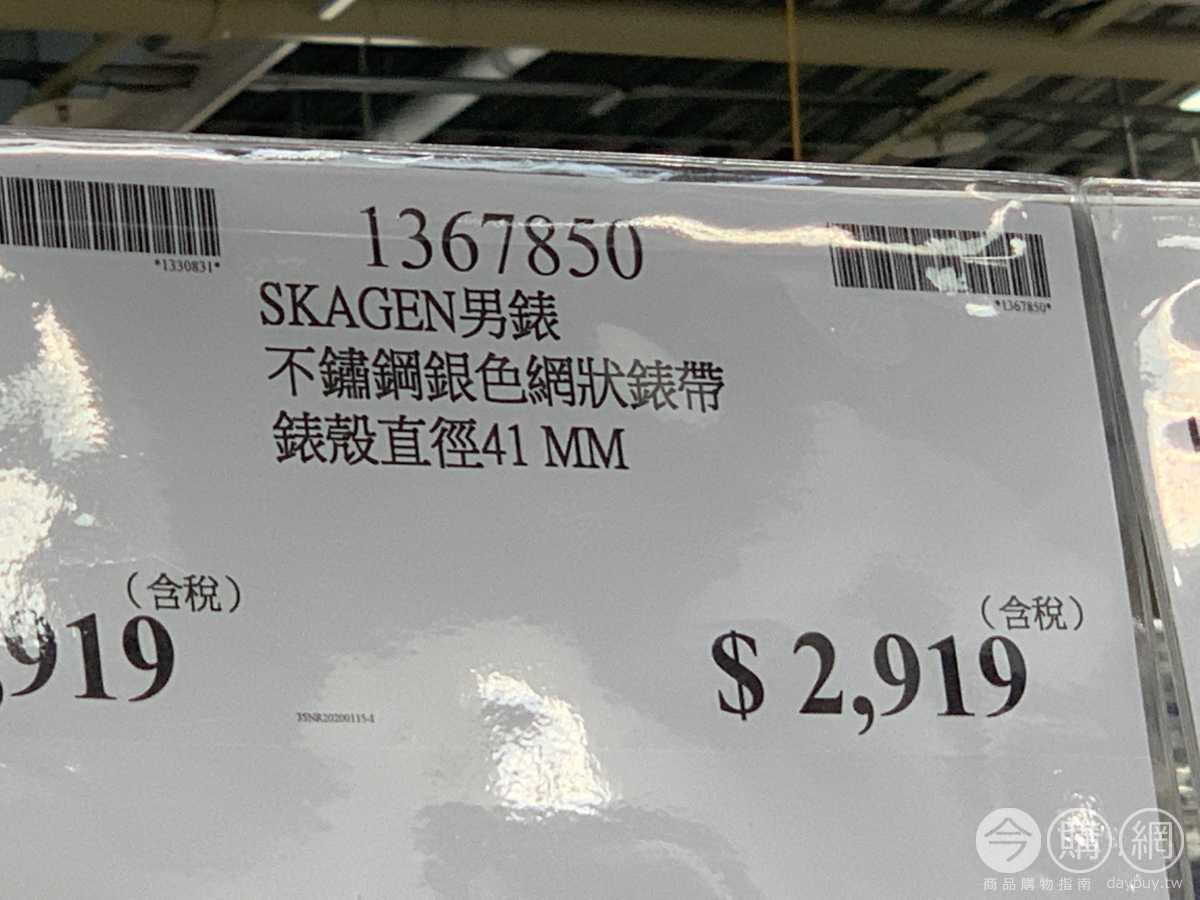 *1330831*
1367850
*1367850*
SKAGEN男錶
不鏽鋼銀色網狀錶帶
錶殼直徑41 MM
(含稅)
,919
(含稅)
$ 2,919
35NR20200115-1
今購網
商品購物指南 daybuy.tw